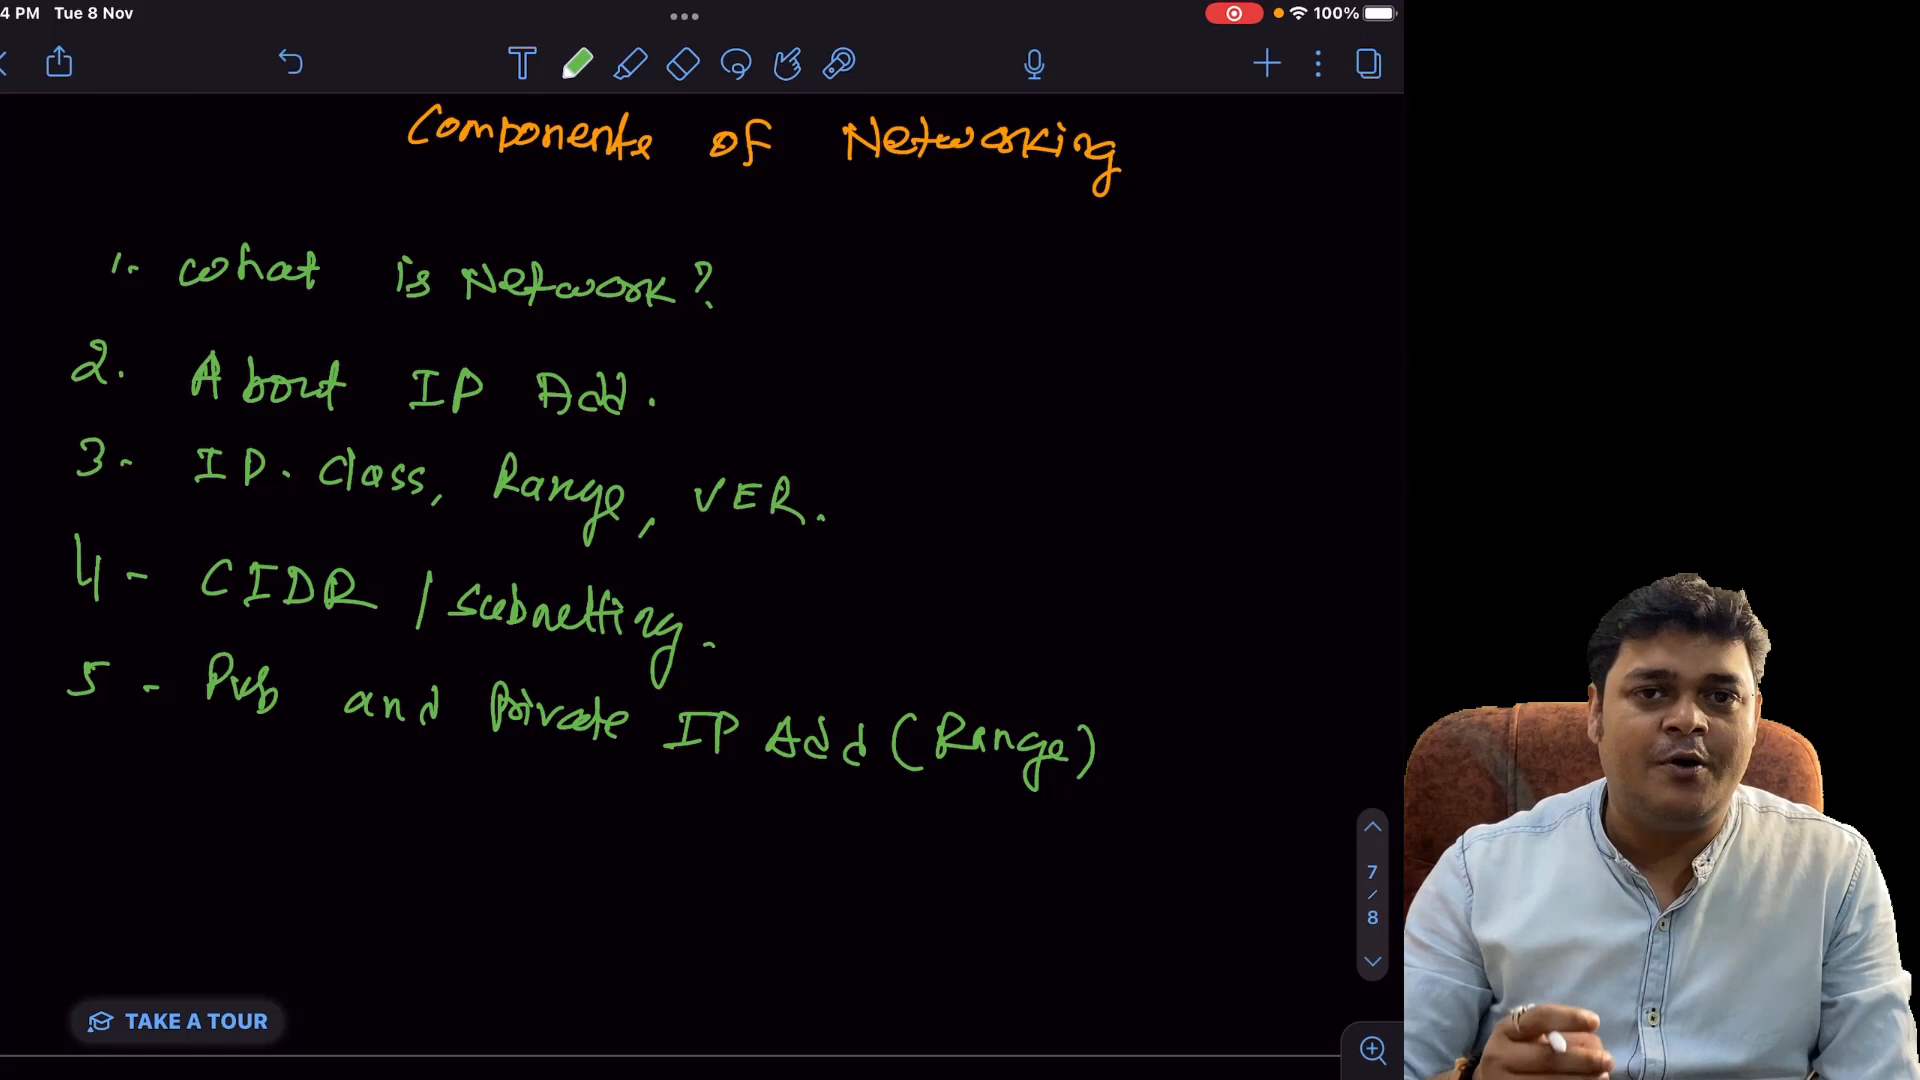 4 PM Tue 8 Nov
100%
Components of Networking
1. What is Network?
2. About IP Add.
3- IP. Class, Range, VER.
4- CIDR / Subnetting.
5- Pub and Private IP Add (Range)
7
/
8
TAKE A TOUR